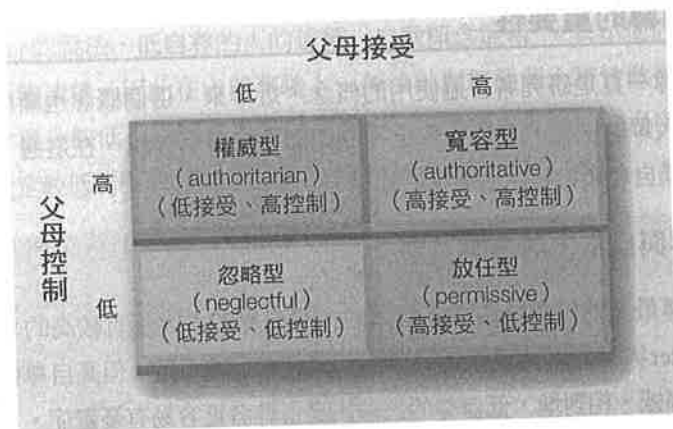 父母接受
低 高
父母控制
高
權威型
(authoritarian)
(低接受、高控制)
寬容型
(authoritative)
(高接受、高控制)
低
忽略型
(neglectful)
(低接受、低控制)
放任型
(permissive)
(高接受、低控制)